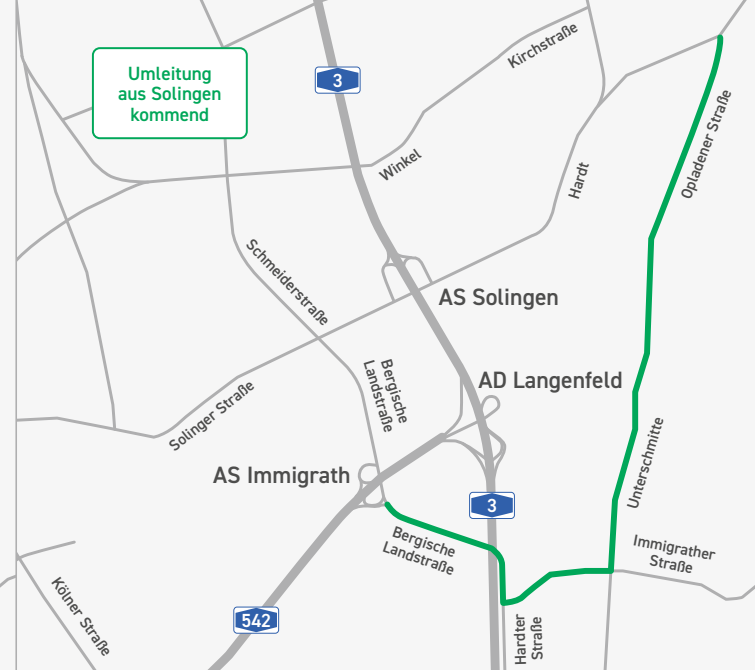 Umleitung
aus Solingen
kommend
3
Kirchstraße
Winkel
Hardt
Opladener Straße
Schmeiderstraße
AS Solingen
Bergische
Landstraße
AD Langenfeld
Solinger Straße
AS Immigrath
Unterschmitte
3
Bergische
Landstraße
Immigrather
Straße
Kölner Straße
542
Hardter
Straße